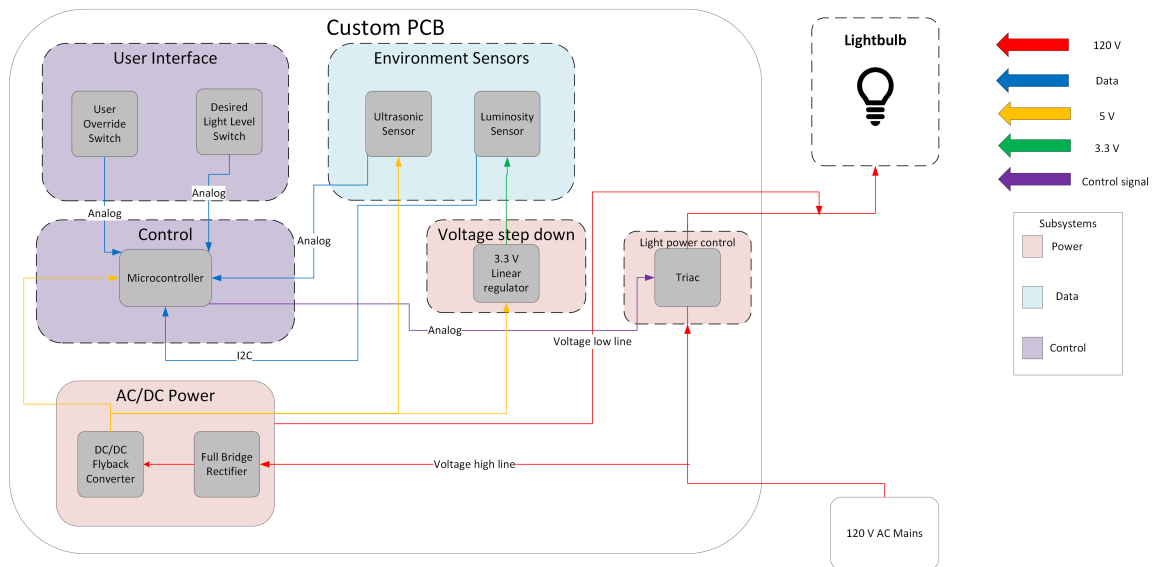 Custom PCB
User Interface
Environment Sensors
Lightbulb
User
Override
Switch
Desired
Light Level
Switch
Ultrasonic
Sensor
Luminosity
Sensor
120 V
Data
5 V
3.3 V
Control signal
Analog
Analog
Analog
Control
Microcontroller
Voltage step down
3.3 V
Linear
regulator
Light power control
Triac
Subsystems
Power
Data
Control
Analog
Voltage low line
I2C
AC/DC Power
DC/DC
Flyback
Converter
Full Bridge
Rectifier
Voltage high line
120 V AC Mains